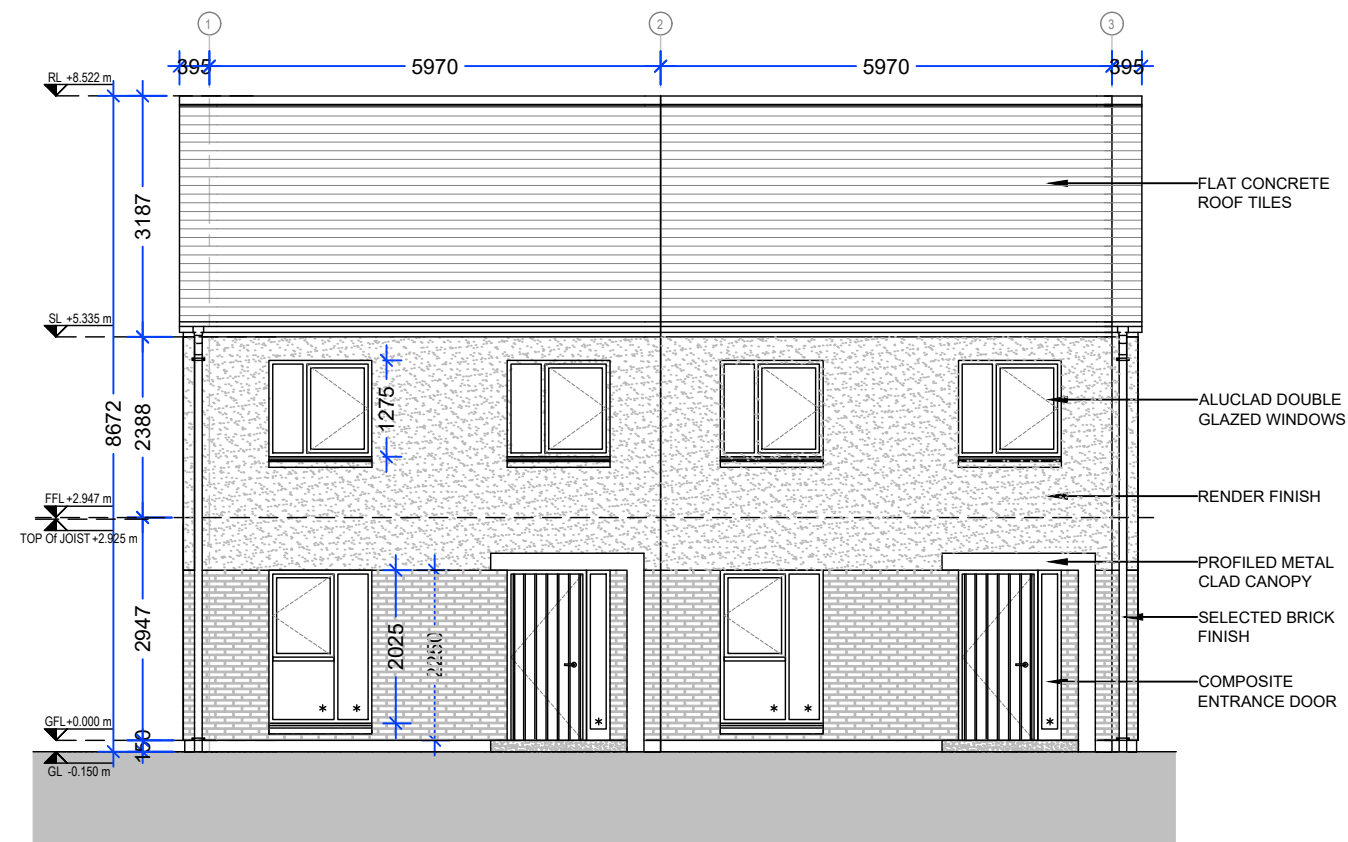 1
2
3
395
5970
5970
395
RL +8.522 m
3187
FLAT CONCRETE
ROOF TILES
SL +5.335 m
8672
2388
1275
ALUCLAD DOUBLE
GLAZED WINDOWS
FFL +2.947 m
TOP Of JOIST +2.925 m
RENDER FINISH
PROFILED METAL
CLAD CANOPY
2947
2025
2250
SELECTED BRICK
FINISH
COMPOSITE
ENTRANCE DOOR
* *
*
* *
*
GFL+0.000 m
150
GL -0.150 m